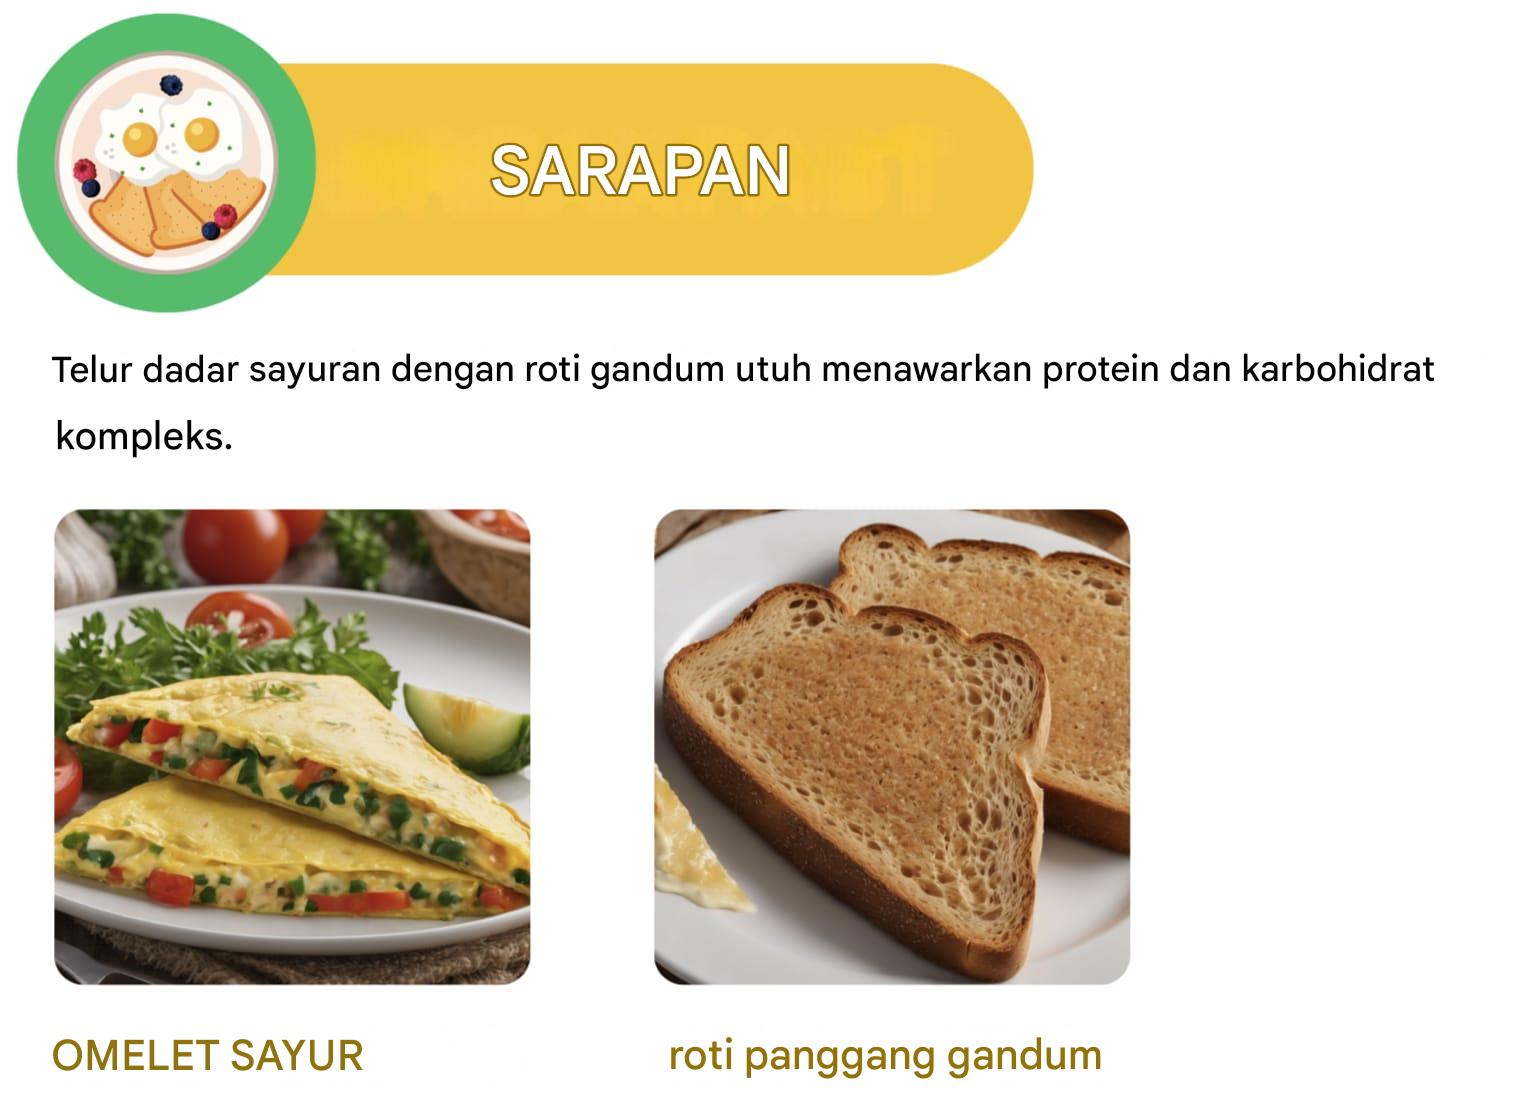 SARAPAN
Telur dadar sayuran dengan roti gandum utuh menawarkan protein dan karbohidrat
kompleks.
OMELET SAYUR
roti panggang gandum